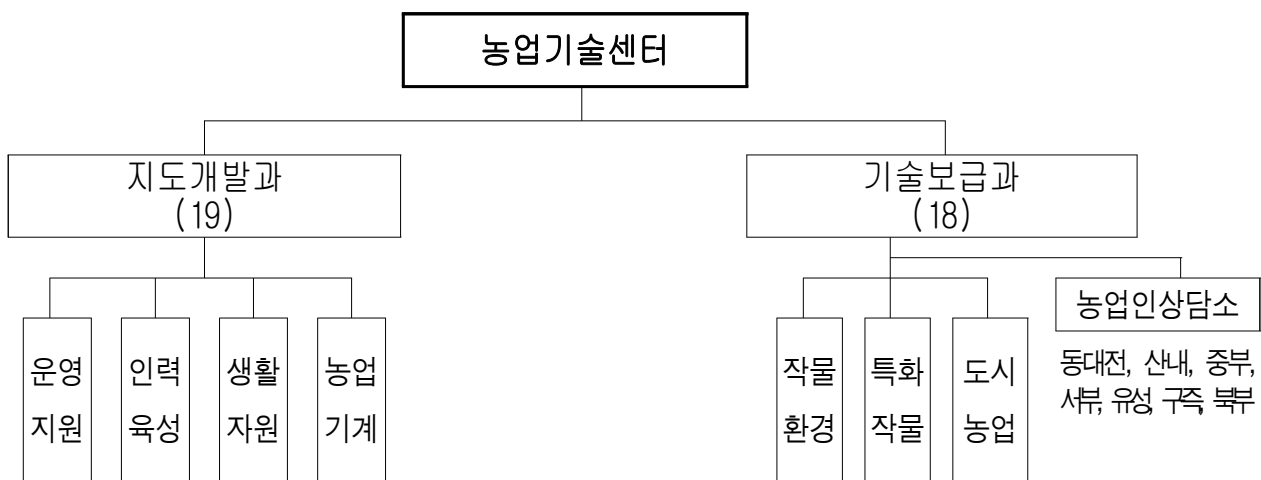 농업기술센터
지도개발과
(19)
기술보급과
(18)
운영
지원
인력
육성
생활
자원
농업
기계
작물
환경
특화
작물
도시
농업
농업인상담소
동대전, 산내, 중부,
서부, 유성, 구즉, 북부